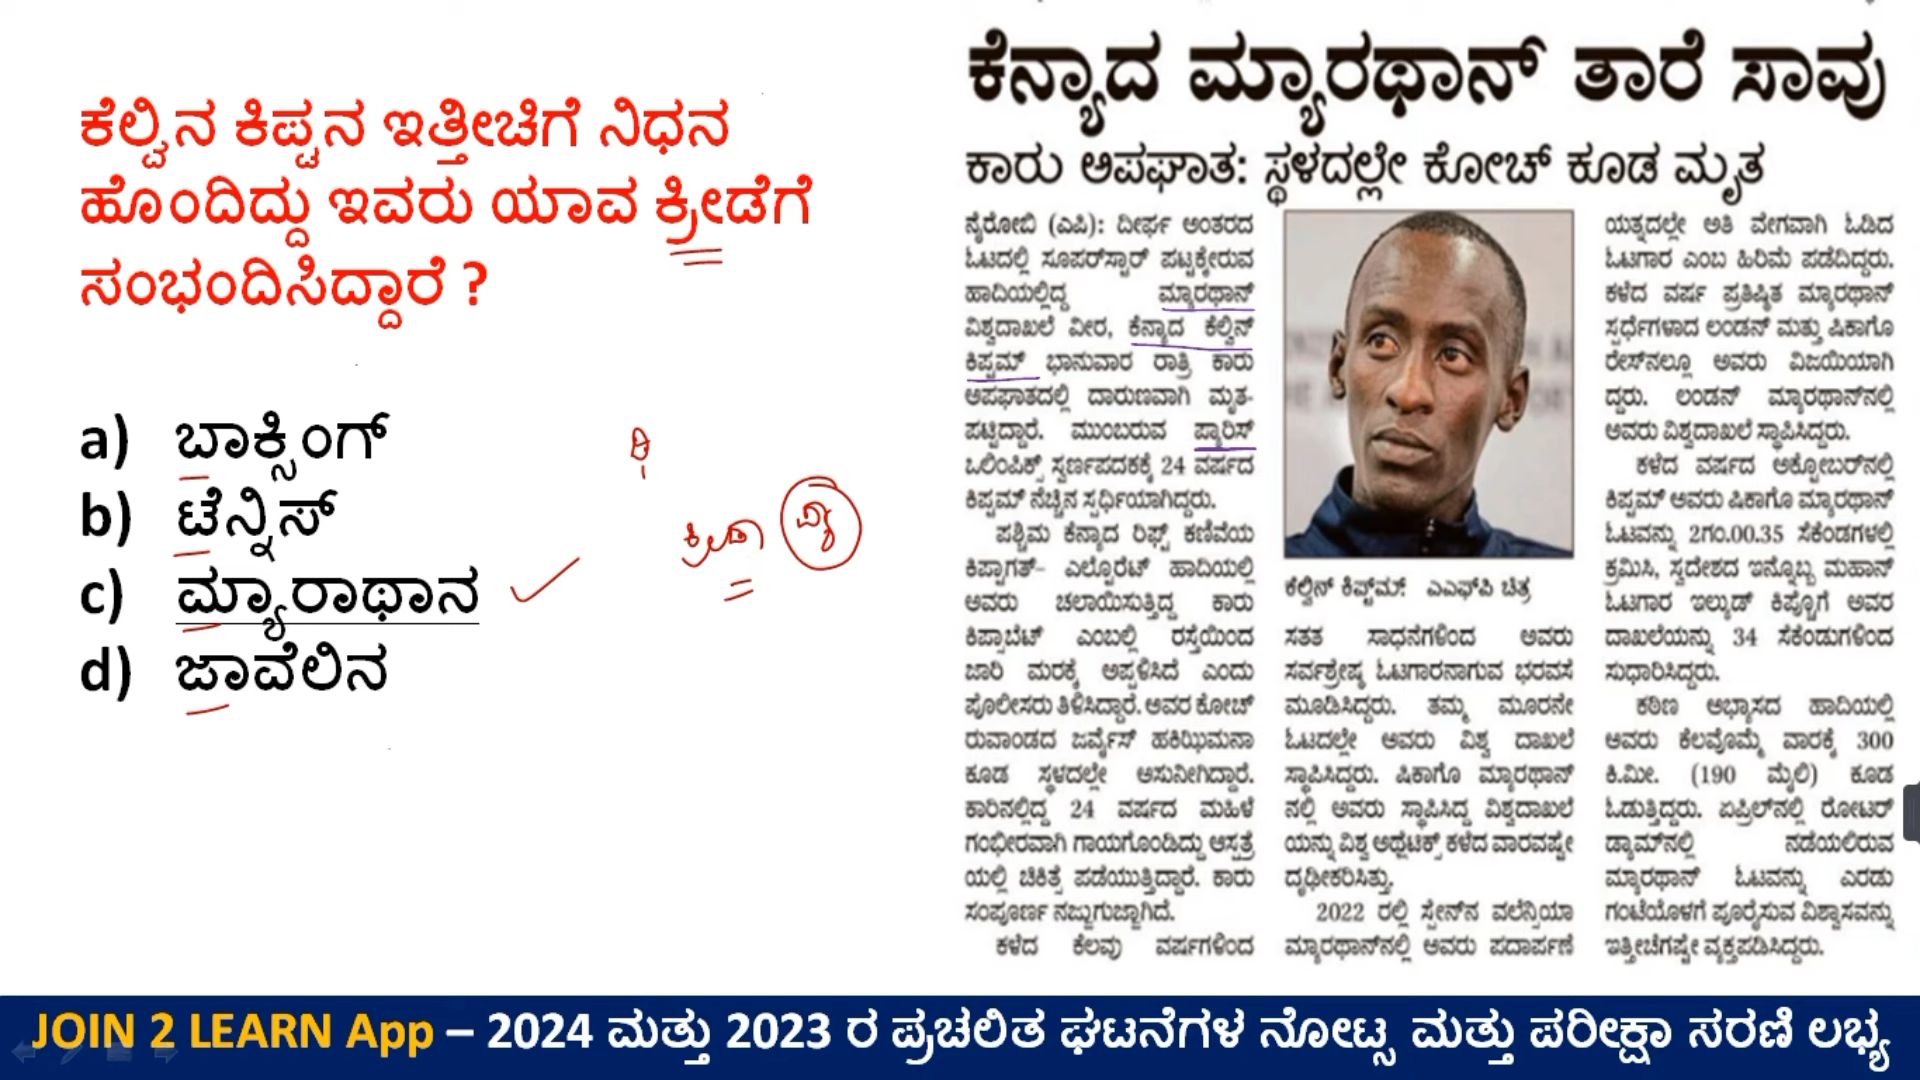 ಕೆಲ್ವಿನ ಕಿಪ್ಟನ ಇತ್ತೀಚಿಗೆ ನಿಧನ
ಹೊಂದಿದ್ದು ಇವರು ಯಾವ ಕ್ರೀಡೆಗೆ
ಸಂಭಂದಿಸಿದ್ದಾರೆ ?
a) ಬಾಕ್ಸಿಂಗ್
b) ಟೆನ್ನಿಸ್
c) ಮ್ಯಾರಾಥಾನ
d) ಜಾವೆಲಿನ
ಕ್ರೀಡಾ
ಕೆನ್ಯಾದ ಮ್ಯಾರಥಾನ್ ತಾರೆ ಸಾವು
ಕಾರು ಅಪಘಾತ: ಸ್ಥಳದಲ್ಲೇ ಕೋಚ್ ಕೂಡ ಮೃತ
ನೈರೋಬಿ (ಎಪಿ): ದೀರ್ಘ ಅಂತರದ
ಓಟದಲ್ಲಿ ಸೂಪರ್‌ಸ್ಟಾರ್ ಪಟ್ಟಕ್ಕೇರುವ
ಹಾದಿಯಲ್ಲಿದ್ದ ಮ್ಯಾರಥಾನ್
ವಿಶ್ವದಾಖಲೆ ವೀರ, ಕೆನ್ಯಾದ ಕೆಲ್ವಿನ್
ಕಿಪ್ಟಮ್ ಭಾನುವಾರ ರಾತ್ರಿ ಕಾರು
ಅಪಘಾತದಲ್ಲಿ ದಾರುಣವಾಗಿ ಮೃತ-
ಪಟ್ಟಿದ್ದಾರೆ. ಮುಂಬರುವ ಪ್ಯಾರಿಸ್
ಒಲಿಂಪಿಕ್ಸ್ ಸ್ವರ್ಣಪದಕಕ್ಕೆ 24 ವರ್ಷದ
ಕಿಪ್ಟಮ್ ನೆಚ್ಚಿನ ಸ್ಪರ್ಧಿಯಾಗಿದ್ದರು.
ಪಶ್ಚಿಮ ಕೆನ್ಯಾದ ರಿಫ್ಟ್ ಕಣಿವೆಯ
ಕಿಪ್ಟಾಗತ್- ಎಲ್ಡೊರೆಟ್ ಹಾದಿಯಲ್ಲಿ
ಅವರು ಚಲಾಯಿಸುತ್ತಿದ್ದ ಕಾರು
ಕಿಪ್ಸಾಬೆಟ್ ಎಂಬಲ್ಲಿ ರಸ್ತೆಯಿಂದ
ಜಾರಿ ಮರಕ್ಕೆ ಅಪ್ಪಳಿಸಿದೆ ಎಂದು
ಪೊಲೀಸರು ತಿಳಿಸಿದ್ದಾರೆ. ಅವರ ಕೋಚ್
ರುವಾಂಡದ ಜರ್ವೈಸ್ ಹಕಿಝಿಮನಾ
ಕೂಡ ಸ್ಥಳದಲ್ಲೇ ಅಸುನೀಗಿದ್ದಾರೆ.
ಕಾರಿನಲ್ಲಿದ್ದ 24 ವರ್ಷದ ಮಹಿಳೆ
ಗಂಭೀರವಾಗಿ ಗಾಯಗೊಂಡಿದ್ದು ಆಸ್ಪತ್ರೆ
ಯಲ್ಲಿ ಚಿಕಿತ್ಸೆ ಪಡೆಯುತ್ತಿದ್ದಾರೆ. ಕಾರು
ಸಂಪೂರ್ಣ ನಜ್ಜುಗುಜ್ಜಾಗಿದೆ.
ಕಳೆದ ಕೆಲವು ವರ್ಷಗಳಿಂದ
ಕೆಲ್ವಿನ್ ಕಿಪ್ಟ್‌ಮ್ ಎಎಫ್‌ಪಿ ಚಿತ್ರ
ಸತತ ಸಾಧನೆಗಳಿಂದ ಅವರು
ಸರ್ವಶ್ರೇಷ್ಠ ಓಟಗಾರನಾಗುವ ಭರವಸೆ
ಮೂಡಿಸಿದ್ದರು. ತಮ್ಮ ಮೂರನೇ
ಓಟದಲ್ಲೇ ಅವರು ವಿಶ್ವ ದಾಖಲೆ
ಸ್ಥಾಪಿಸಿದ್ದರು. ಷಿಕಾಗೊ ಮ್ಯಾರಥಾನ್
ನಲ್ಲಿ ಅವರು ಸ್ಥಾಪಿಸಿದ್ದ ವಿಶ್ವದಾಖಲೆ
ಯನ್ನು ವಿಶ್ವ ಅಥ್ಲೆಟಿಕ್ಸ್ ಕಳೆದ ವಾರವಷ್ಟೇ
ದೃಢೀಕರಿಸಿತ್ತು.
2022 ರಲ್ಲಿ ಸ್ಪೇನ್‌ನ ವಲೆನ್ಸಿಯಾ
ಮ್ಯಾರಥಾನ್‌ನಲ್ಲಿ ಅವರು ಪದಾರ್ಪಣೆ
ಯತ್ನದಲ್ಲೇ ಅತಿ ವೇಗವಾಗಿ ಓಡಿದ
ಓಟಗಾರ ಎಂಬ ಹಿರಿಮೆ ಪಡೆದಿದ್ದರು.
ಕಳೆದ ವರ್ಷ ಪ್ರತಿಷ್ಠಿತ ಮ್ಯಾರಥಾನ್
ಸ್ಪರ್ಧೆಗಳಾದ ಲಂಡನ್ ಮತ್ತು ಷಿಕಾಗೊ
ರೇಸ್‌ನಲ್ಲೂ ಅವರು ವಿಜಯಿಯಾಗಿ
ದ್ದರು. ಲಂಡನ್ ಮ್ಯಾರಥಾನ್‌ನಲ್ಲಿ
ಅವರು ವಿಶ್ವದಾಖಲೆ ಸ್ಥಾಪಿಸಿದ್ದರು.
ಕಳೆದ ವರ್ಷದ ಅಕ್ಟೋಬರ್‌ನಲ್ಲಿ
ಕಿಪ್ಟಮ್ ಅವರು ಷಿಕಾಗೊ ಮ್ಯಾರಥಾನ್
ಓಟವನ್ನು 2ಗಂ.00.35 ಸೆಕೆಂಡಗಳಲ್ಲಿ
ಕ್ರಮಿಸಿ, ಸ್ವದೇಶದ ಇನ್ನೊಬ್ಬ ಮಹಾನ್
ಓಟಗಾರ ಇಲ್ಯುಡ್ ಕಿಪ್ಚೊಗೆ ಅವರ
ದಾಖಲೆಯನ್ನು 34 ಸೆಕೆಂಡುಗಳಿಂದ
ಸುಧಾರಿಸಿದ್ದರು.
ಕಠಿಣ ಅಭ್ಯಾಸದ ಹಾದಿಯಲ್ಲಿ
ಅವರು ಕೆಲವೊಮ್ಮೆ ವಾರಕ್ಕೆ 300
ಕಿ.ಮೀ. (190 ಮೈಲಿ) ಕೂಡ
ಓಡುತ್ತಿದ್ದರು. ಏಪ್ರಿಲ್‌ನಲ್ಲಿ ರೋಟರ್
ಡ್ಯಾಮ್‌ನಲ್ಲಿ ನಡೆಯಲಿರುವ
ಮ್ಯಾರಥಾನ್ ಓಟವನ್ನು ಎರಡು
ಗಂಟೆಯೊಳಗೆ ಪೂರೈಸುವ ವಿಶ್ವಾಸವನ್ನು
ಇತ್ತೀಚೆಗಷ್ಟೇ ವ್ಯಕ್ತಪಡಿಸಿದ್ದರು.
JOIN 2 LEARN App – 2024 ಮತ್ತು 2023 ರ ಪ್ರಚಲಿತ ಘಟನೆಗಳ ನೋಟ್ಸ ಮತ್ತು ಪರೀಕ್ಷಾ ಸರಣಿ ಲಭ್ಯ